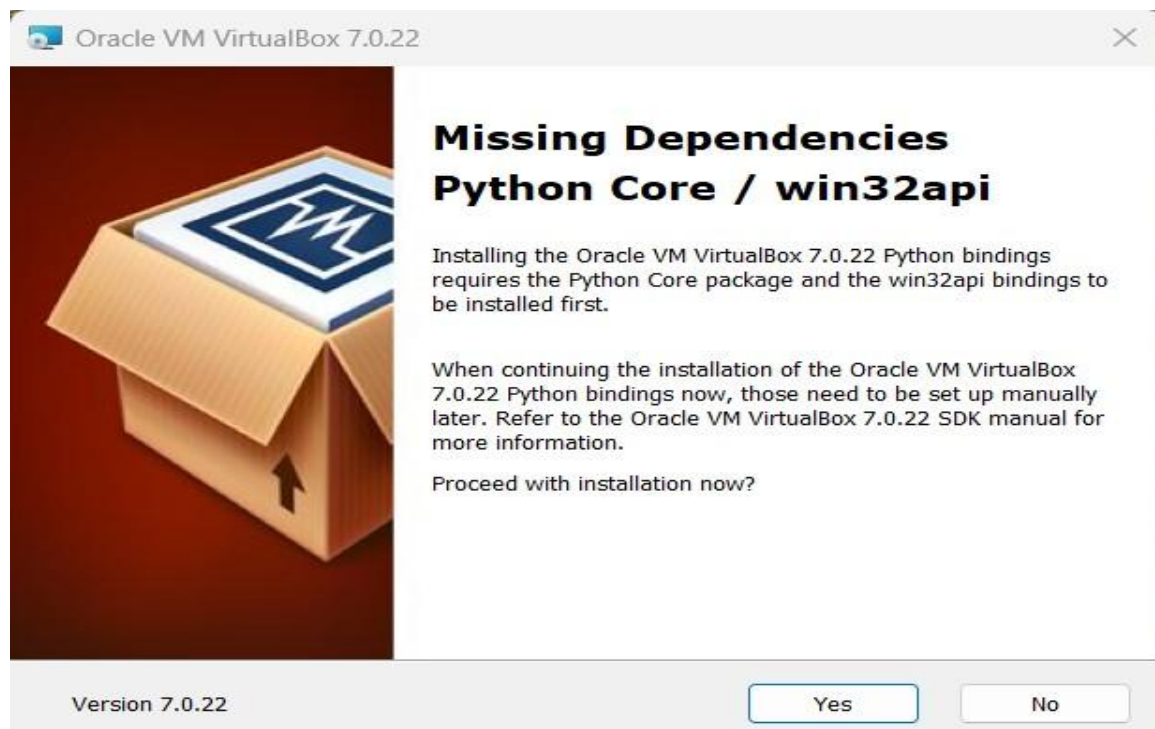 Oracle VM VirtualBox 7.0.22
Missing Dependencies
Python Core / win32api
Installing the Oracle VM VirtualBox 7.0.22 Python bindings
requires the Python Core package and the win32api bindings to
be installed first.
When continuing the installation of the Oracle VM VirtualBox
7.0.22 Python bindings now, those need to be set up manually
later. Refer to the Oracle VM VirtualBox 7.0.22 SDK manual for
more information.
Proceed with installation now?
Version 7.0.22
Yes
No